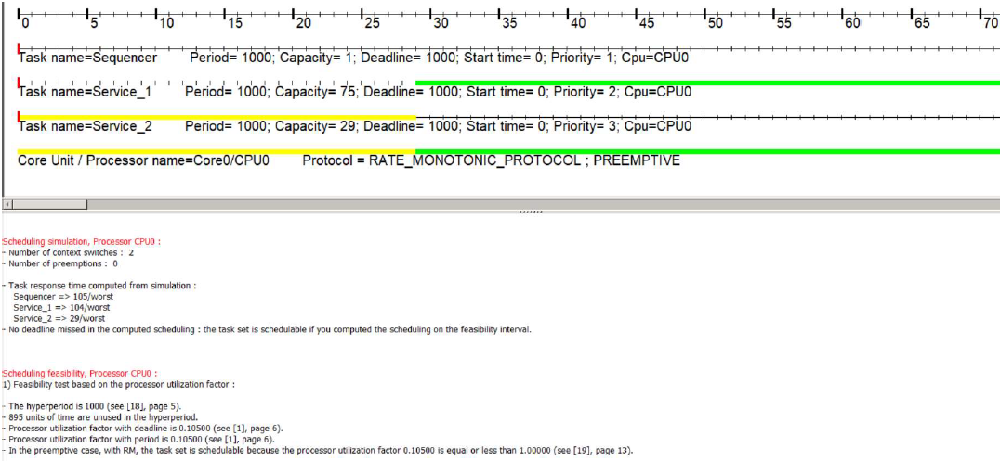 0 5 10 15 20 25 30 35 40 45 50 55 60 65 70
Task name=Sequencer Period= 1000; Capacity= 1; Deadline= 1000; Start time= 0; Priority= 1; Cpu=CPU0
Task name=Service_1 Period= 1000; Capacity= 75; Deadline= 1000; Start time= 0; Priority= 2; Cpu=CPU0
Task name=Service_2 Period= 1000; Capacity= 29; Deadline= 1000; Start time= 0; Priority= 3; Cpu=CPU0
Core Unit / Processor name=Core0/CPU0 Protocol = RATE_MONOTONIC_PROTOCOL ; PREEMPTIVE
Scheduling simulation, Processor CPU0 :
- Number of context switches : 2
- Number of preemptions : 0
- Task response time computed from simulation :
Sequencer => 105/worst
Service_1 => 104/worst
Service_2 => 29/worst
- No deadline missed in the computed scheduling : the task set is schedulable if you computed the scheduling on the feasibility interval.
Scheduling feasibility, Processor CPU0 :
1) Feasibility test based on the processor utilization factor :
- The hyperperiod is 1000 (see [18], page 5).
- 895 units of time are unused in the hyperperiod.
- Processor utilization factor with deadline is 0.10500 (see [1], page 6).
- Processor utilization factor with period is 0.10500 (see [1], page 6).
- In the preemptive case, with RM, the task set is schedulable because the processor utilization factor 0.10500 is equal or less than 1.00000 (see [19], page 13).